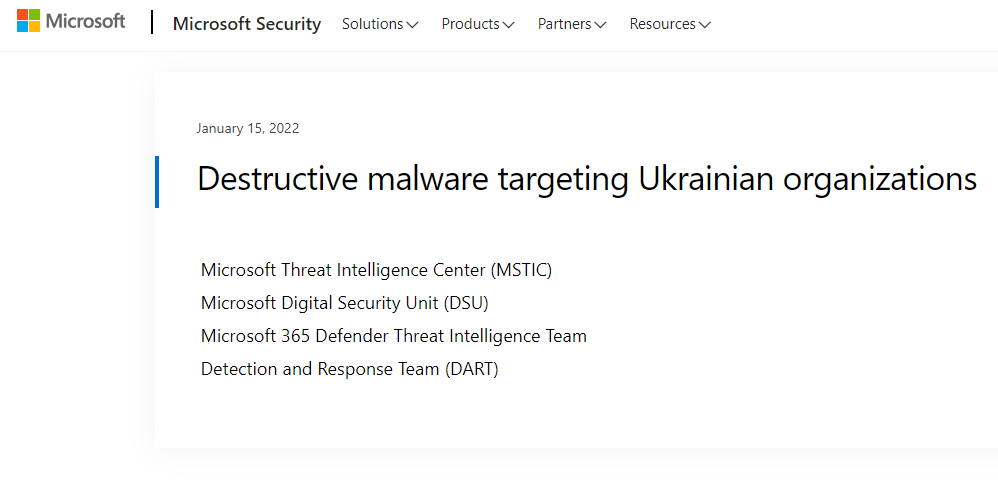 Microsoft Microsoft Security Solutions Products Partners Resources
January 15, 2022
Destructive malware targeting Ukrainian organizations
Microsoft Threat Intelligence Center (MSTIC)
Microsoft Digital Security Unit (DSU)
Microsoft 365 Defender Threat Intelligence Team
Detection and Response Team (DART)